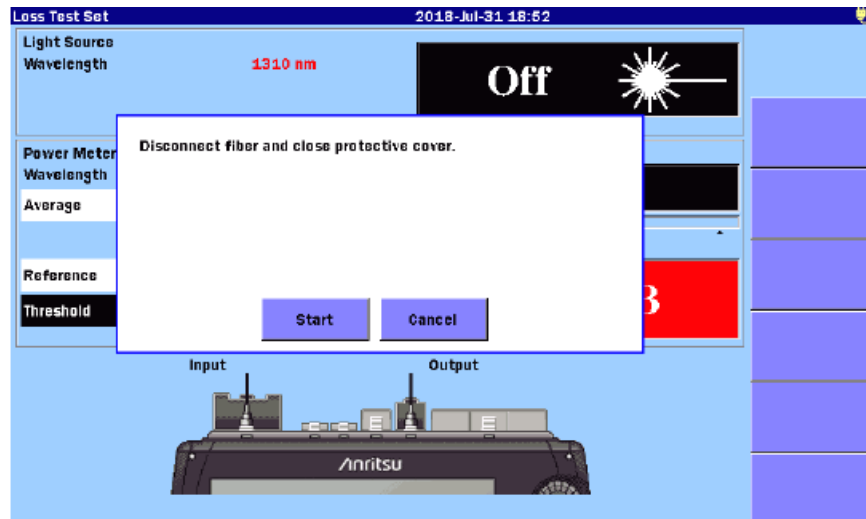 Loss Test Set 2018-Jul-31 18:52
Light Source
Wavelength 1310 nm
Off
Disconnect fiber and close protective cover.
Power Meter
Wavelength
Average
Reference
Threshold
Start Cancel
Input Output
Anritsu